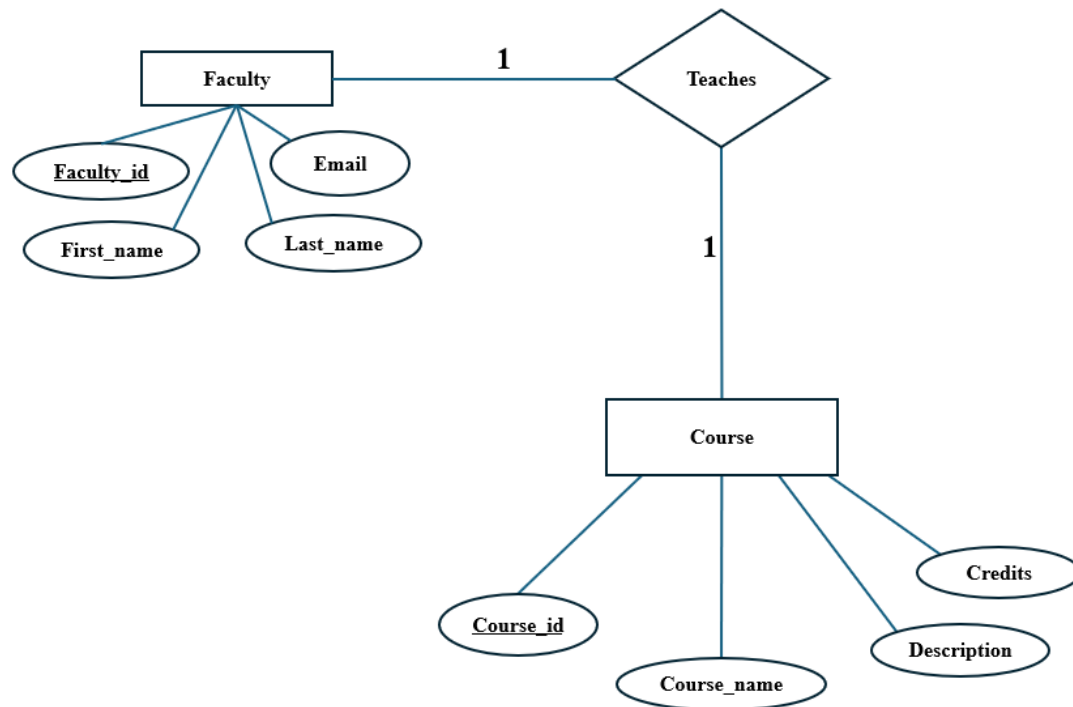 1
Faculty
Teaches
Faculty_id
Email
First_name
Last_name
1
Course
Credits
Course_id
Description
Course_name